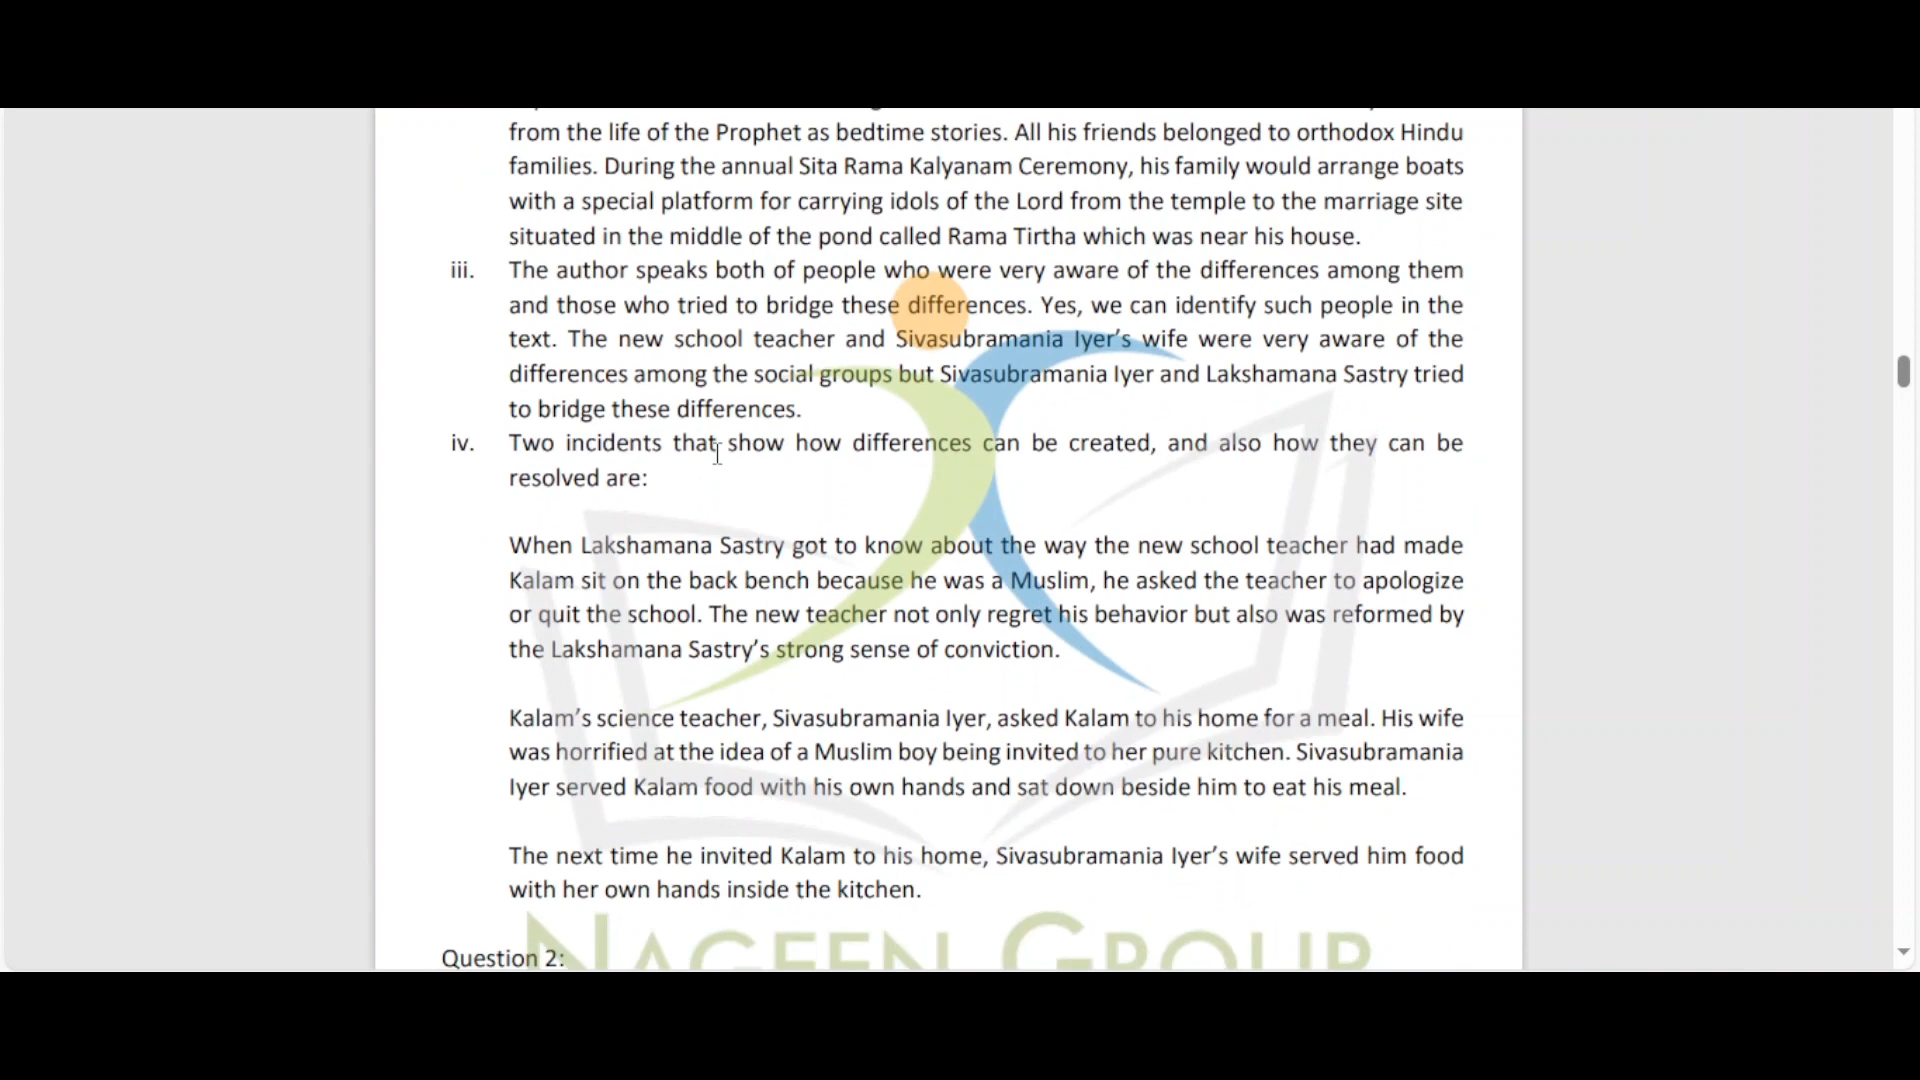 from the life of the Prophet as bedtime stories. All his friends belonged to orthodox Hindu
families. During the annual Sita Rama Kalyanam Ceremony, his family would arrange boats
with a special platform for carrying idols of the Lord from the temple to the marriage site
situated in the middle of the pond called Rama Tirtha which was near his house.
iii. The author speaks both of people who were very aware of the differences among them
and those who tried to bridge these differences. Yes, we can identify such people in the
text. The new school teacher and Sivasubramania Iyer’s wife were very aware of the
differences among the social groups but Sivasubramania Iyer and Lakshamana Sastry tried
to bridge these differences.
iv. Two incidents that show how differences can be created, and also how they can be
resolved are:
When Lakshamana Sastry got to know about the way the new school teacher had made
Kalam sit on the back bench because he was a Muslim, he asked the teacher to apologize
or quit the school. The new teacher not only regret his behavior but also was reformed by
the Lakshamana Sastry’s strong sense of conviction.
Kalam’s science teacher, Sivasubramania Iyer, asked Kalam to his home for a meal. His wife
was horrified at the idea of a Muslim boy being invited to her pure kitchen. Sivasubramania
Iyer served Kalam food with his own hands and sat down beside him to eat his meal.
The next time he invited Kalam to his home, Sivasubramania Iyer’s wife served him food
with her own hands inside the kitchen.
NAGEEN GROUP
Question 2: